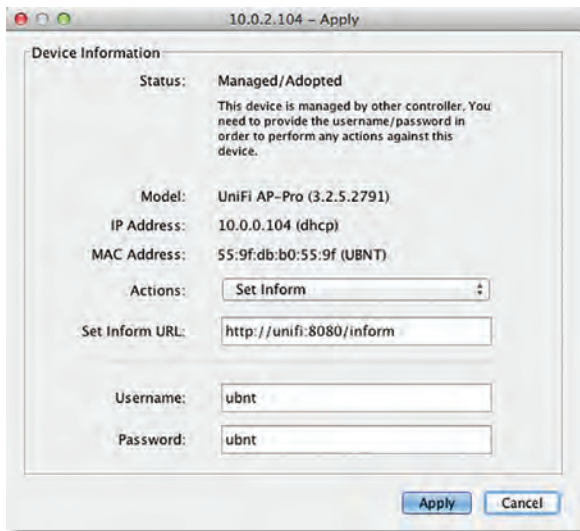 10.0.2.104 – Apply
Device Information
Status: Managed/Adopted
This device is managed by other controller. You
need to provide the username/password in
order to perform any actions against this
device.
Model: UniFi AP-Pro (3.2.5.2791)
IP Address: 10.0.0.104 (dhcp)
MAC Address: 55:9f:db:b0:55:9f (UBNT)
Actions: Set Inform
Set Inform URL: http://unifi:8080/inform
Username: ubnt
Password: ubnt
Apply Cancel